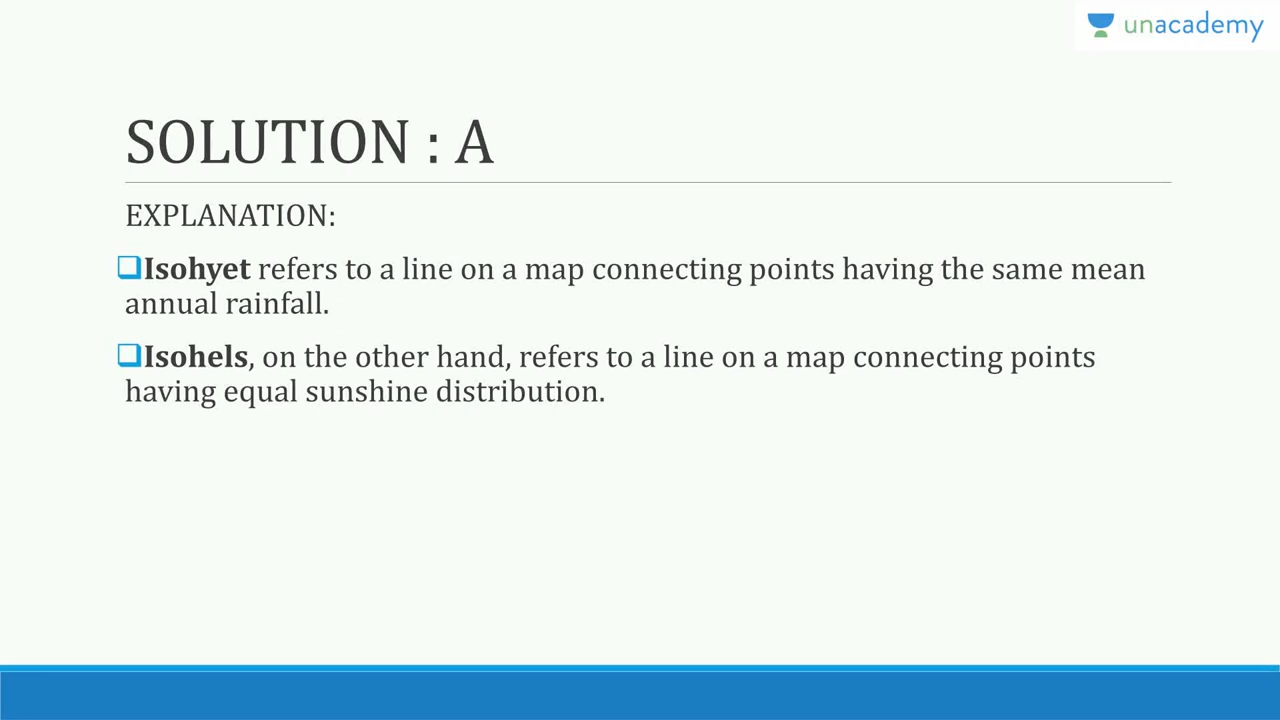 unacademy
SOLUTION : A
EXPLANATION:
Isohyet refers to a line on a map connecting points having the same mean
annual rainfall.
Isohels, on the other hand, refers to a line on a map connecting points
having equal sunshine distribution.